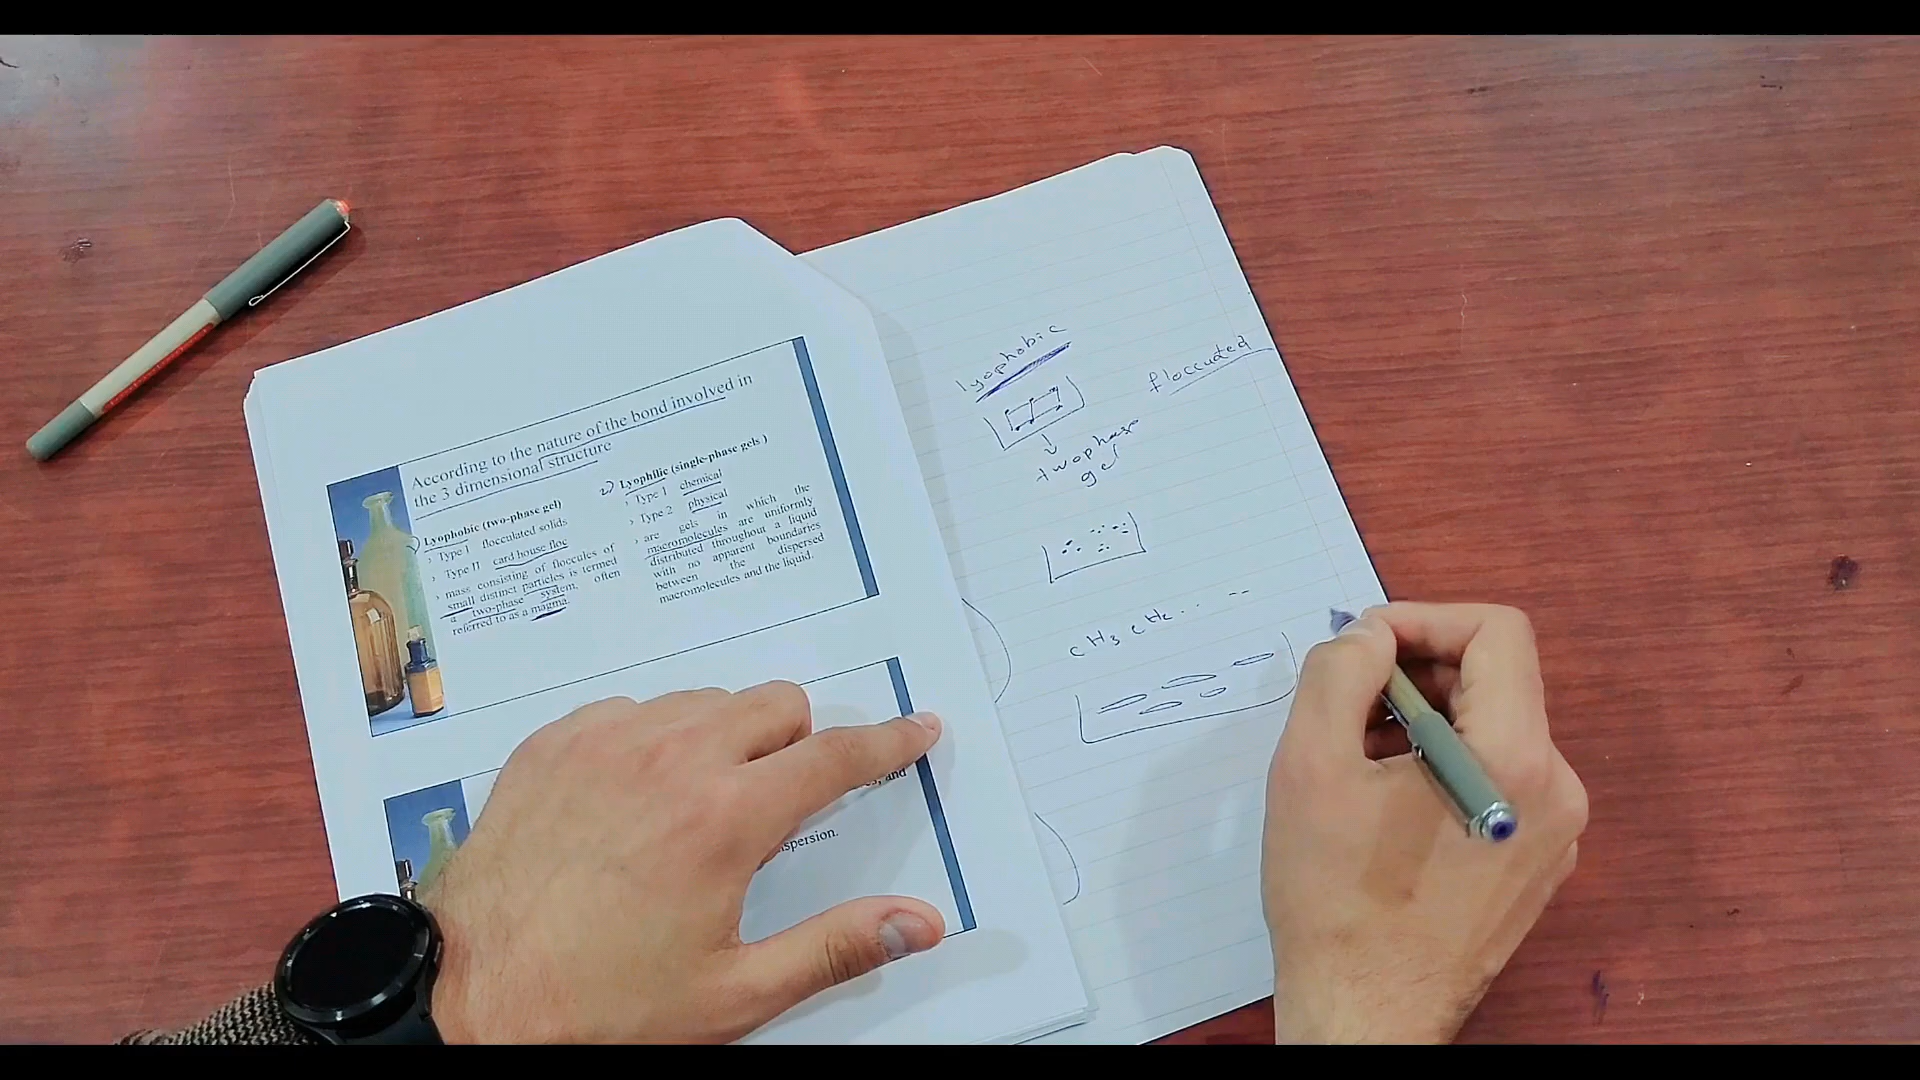 According to the nature of the bond involved in
the 3 dimensional structure
Lyophobic (two-phase gel)
› Type I flocculated solids
› Type II card house floc
› mass consisting of floccules of
small distinct particles is termed
a two-phase system, often
referred to as a magma.
2) Lyophilic (single-phase gels )
› Type 1 chemical
› Type 2 physical
› are gels in which the
macromolecules are uniformly
distributed throughout a liquid
with no apparent boundaries
between the dispersed
macromolecules and the liquid.
and
spersion.
lyophobic
floccuted
two phase
gel
CH3 CH2 . . - -